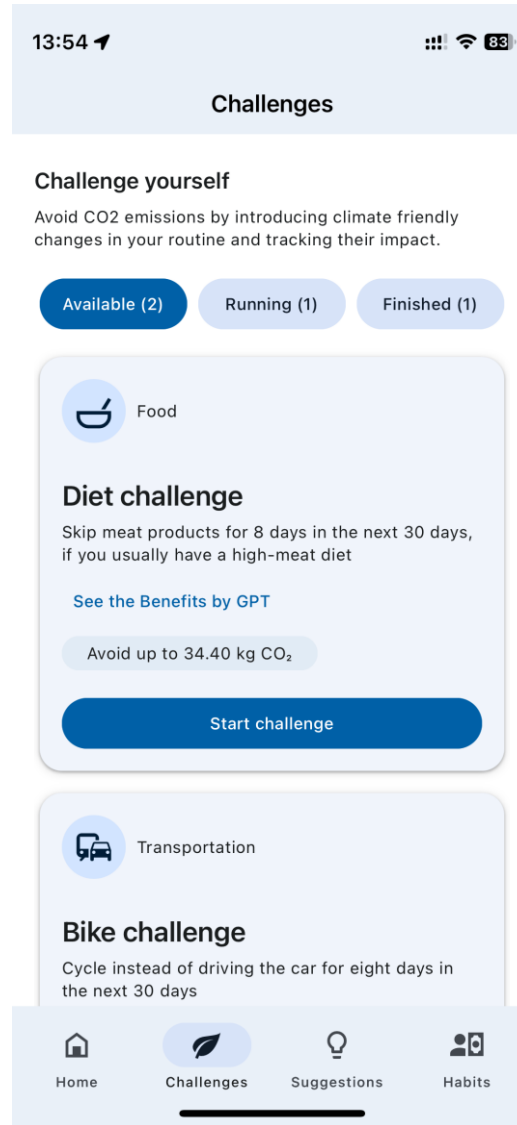 13:54
83
Challenges
Challenge yourself
Avoid CO2 emissions by introducing climate friendly
changes in your routine and tracking their impact.
Available (2)
Running (1)
Finished (1)
Food
Diet challenge
Skip meat products for 8 days in the next 30 days,
if you usually have a high-meat diet
See the Benefits by GPT
Avoid up to 34.40 kg CO₂
Start challenge
Transportation
Bike challenge
Cycle instead of driving the car for eight days in
the next 30 days
Home
Challenges
Suggestions
Habits